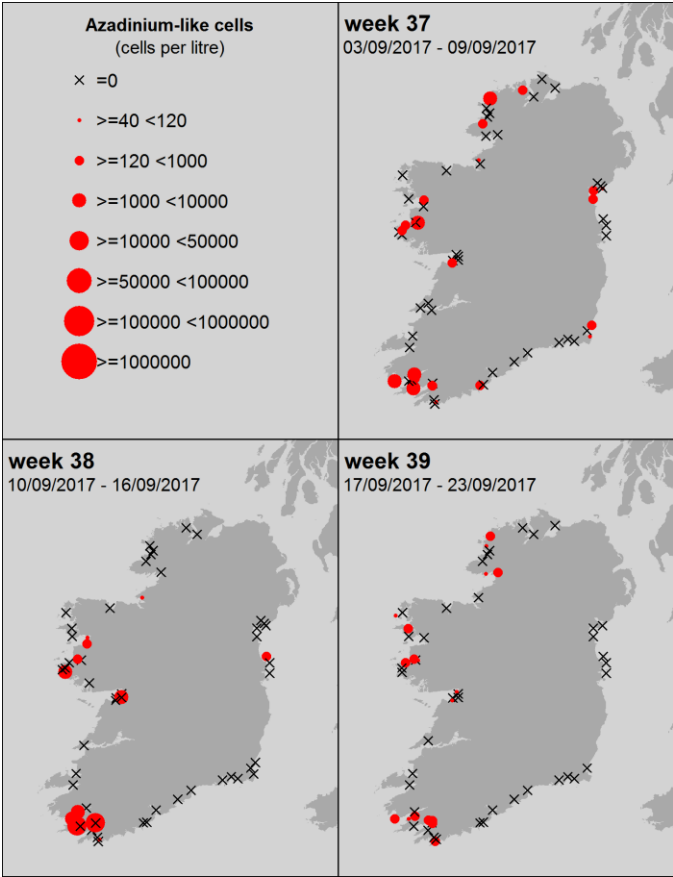 Azadinium-like cells
(cells per litre)
=0
>=40 <120
>=120 <1000
>=1000 <10000
>=10000 <50000
>=50000 <100000
>=100000 <1000000
>=1000000
week 37
03/09/2017 - 09/09/2017
week 38
10/09/2017 - 16/09/2017
week 39
17/09/2017 - 23/09/2017